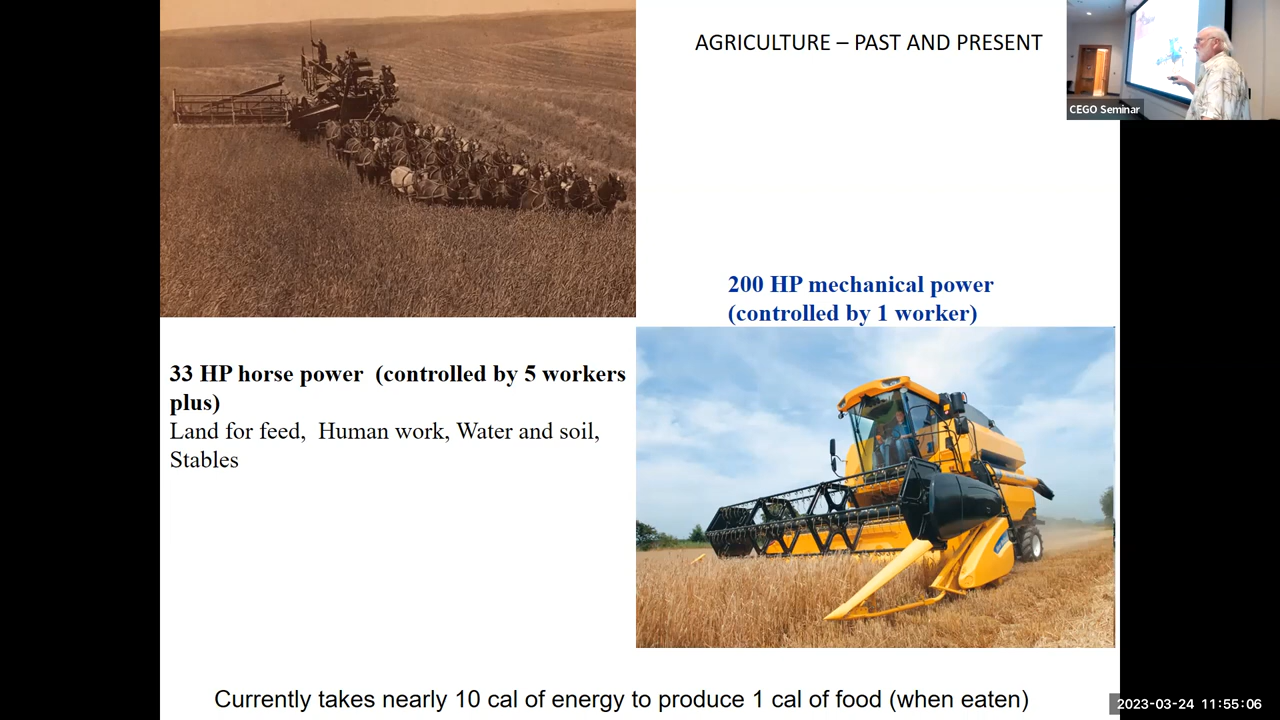 AGRICULTURE – PAST AND PRESENT
CEGO Seminar
200 HP mechanical power
(controlled by 1 worker)
33 HP horse power (controlled by 5 workers
plus)
Land for feed, Human work, Water and soil,
Stables
Currently takes nearly 10 cal of energy to produce 1 cal of food (when eaten)
2023-03-24 11:55:06